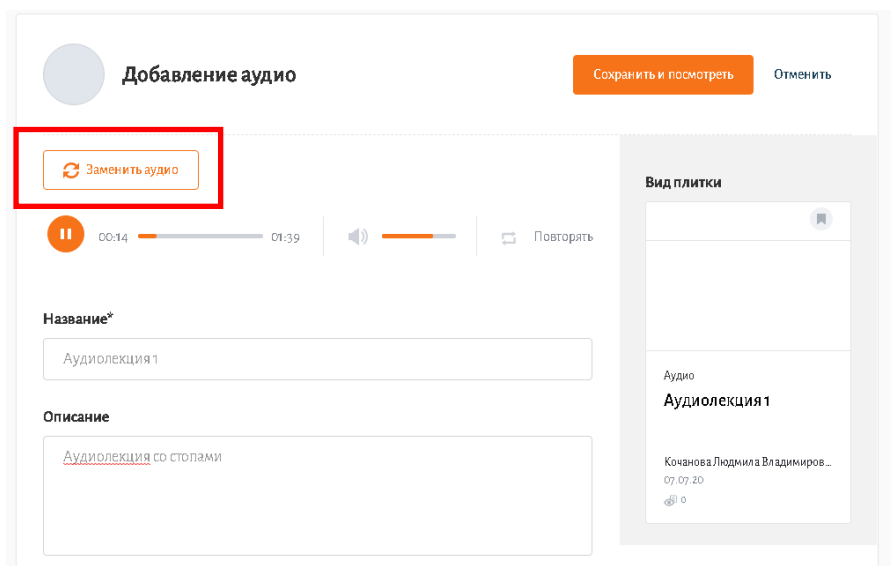 Добавление аудио
Сохранить и посмотреть
Отменить
Заменить аудио
00:14
01:39
Повторять
Название*
Аудиолекция 1
Описание
Аудиолекция со стопами
Вид плитки
Аудио
Аудиолекция 1
Кочанова Людмила Владимиров...
07.07.20
0